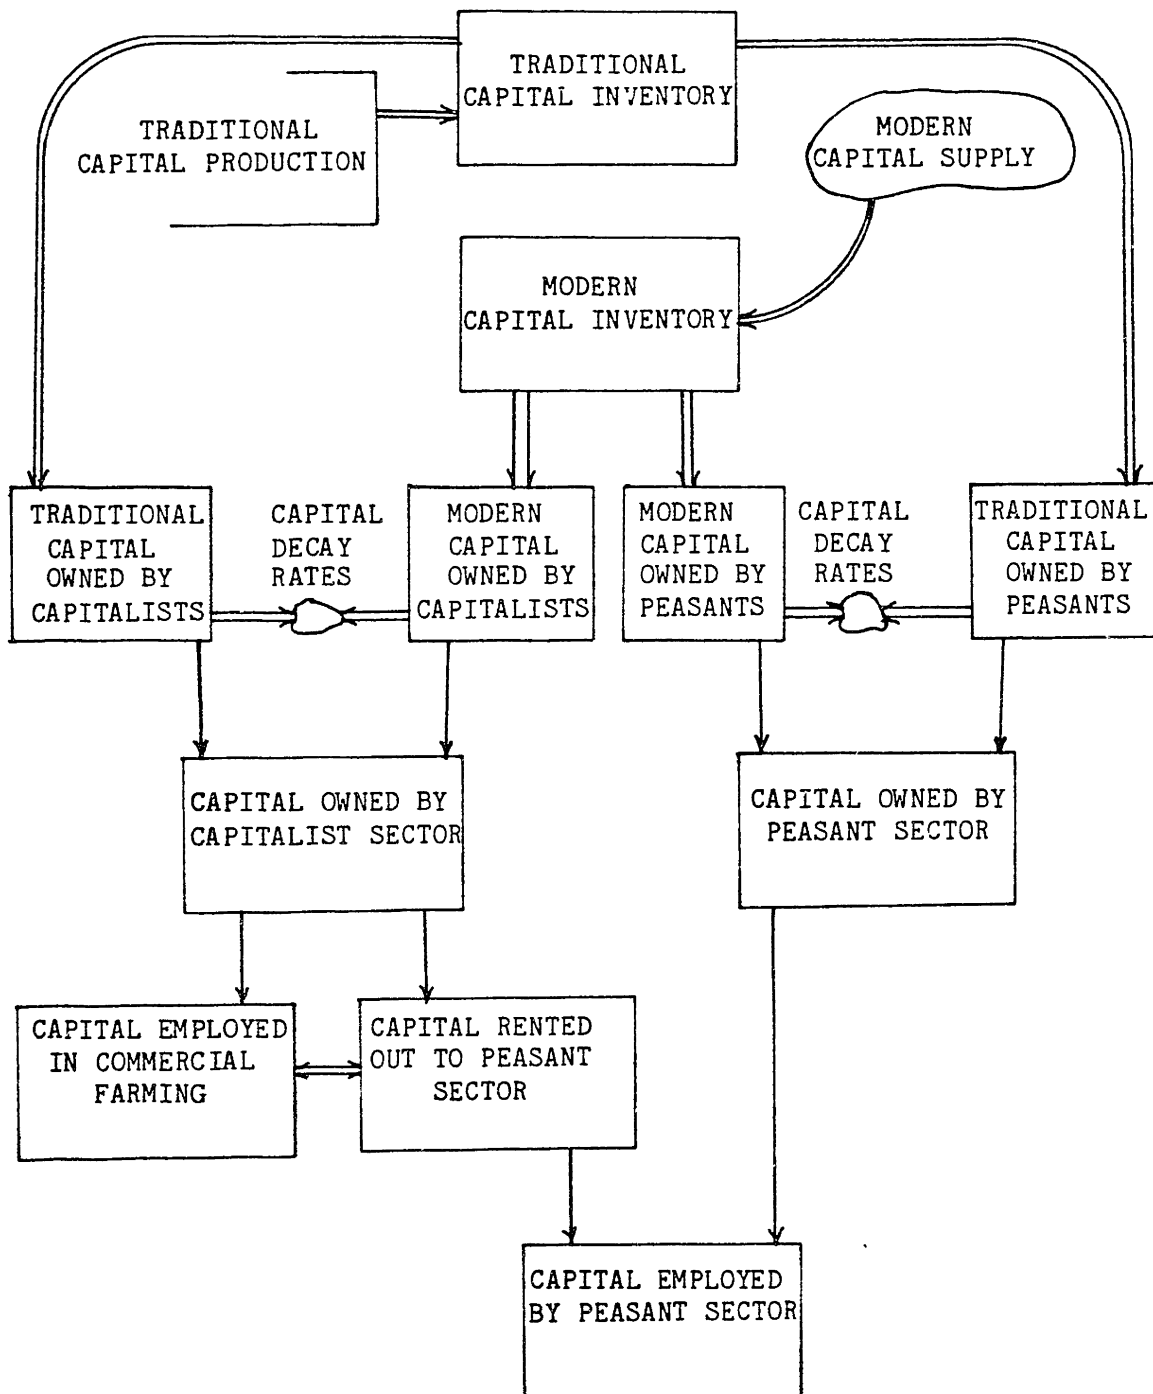 TRADITIONAL
CAPITAL INVENTORY
TRADITIONAL
CAPITAL PRODUCTION
MODERN
CAPITAL SUPPLY
MODERN
CAPITAL INVENTORY
TRADITIONAL
CAPITAL
OWNED BY
CAPITALISTS
CAPITAL
DECAY
RATES
MODERN
CAPITAL
OWNED BY
CAPITALISTS
MODERN
CAPITAL
OWNED BY
PEASANTS
CAPITAL
DECAY
RATES
TRADITIONAL
CAPITAL
OWNED BY
PEASANTS
CAPITAL OWNED BY
CAPITALIST SECTOR
CAPITAL OWNED BY
PEASANT SECTOR
CAPITAL EMPLOYED
IN COMMERCIAL
FARMING
CAPITAL RENTED
OUT TO PEASANT
SECTOR
CAPITAL EMPLOYED
BY PEASANT SECTOR